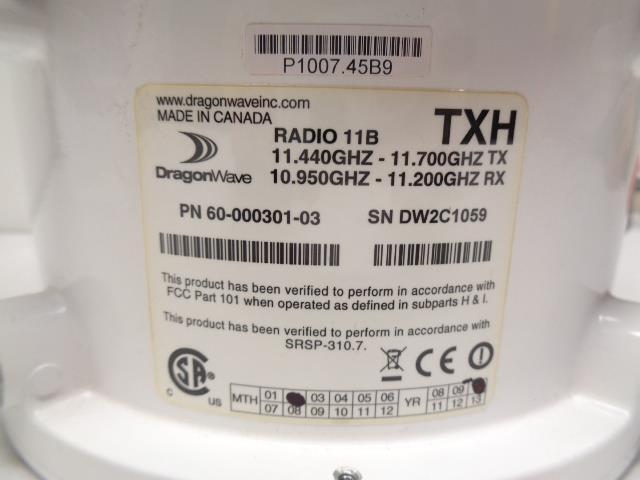 P1007.45B9
www.dragonwaveinc.com
MADE IN CANADA
TXH
RADIO 11B
11.440GHZ - 11.700GHZ TX
10.950GHZ - 11.200GHZ RX
DragonWave
PN 60-000301-03 SN DW2C1059
This product has been verified to perform in accordance with
FCC Part 101 when operated as defined in subparts H & I.
This product has been verified to perform in accordance with
SRSP-310.7.
SA
C US
CE
MTH 01 03 04 05 06 YR 08 09
07 08 09 10 11 12 11 12 13